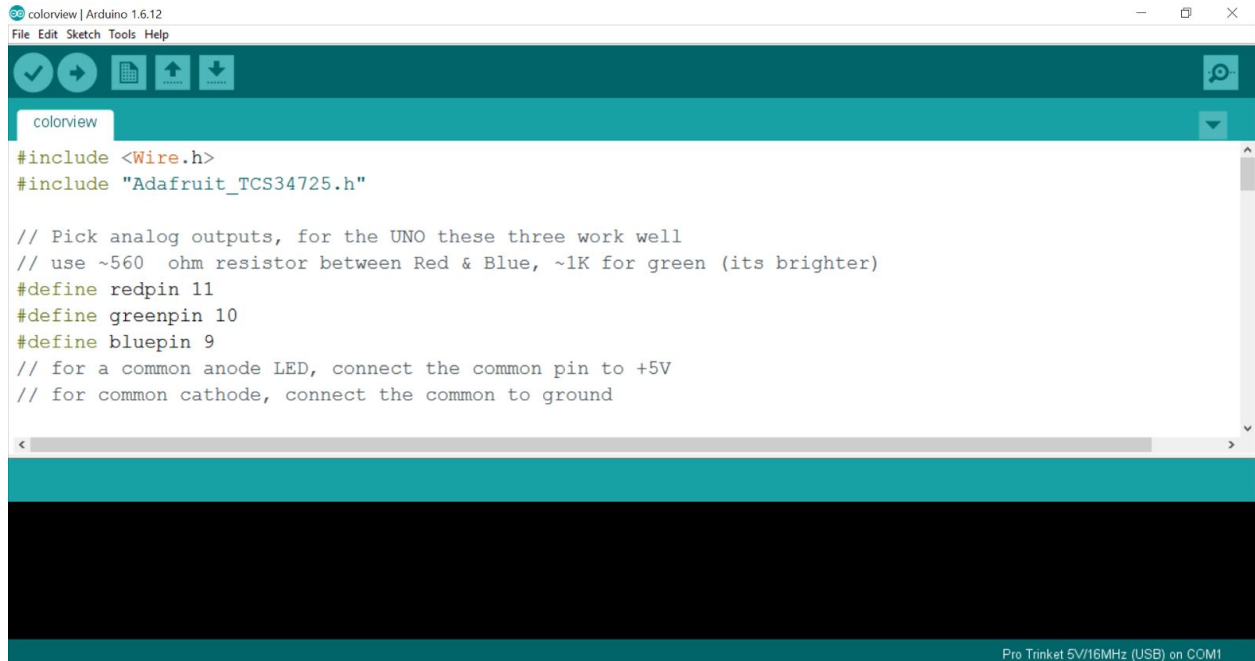 colorview | Arduino 1.6.12
File Edit Sketch Tools Help
colorview
#include <Wire.h>
#include "Adafruit_TCS34725.h"
// Pick analog outputs, for the UNO these three work well
// use ~560  ohm resistor between Red & Blue, ~1K for green (its brighter)
#define redpin 11
#define greenpin 10
#define bluepin 9
// for a common anode LED, connect the common pin to +5V
// for common cathode, connect the common to ground
Pro Trinket 5V/16MHz (USB) on COM1